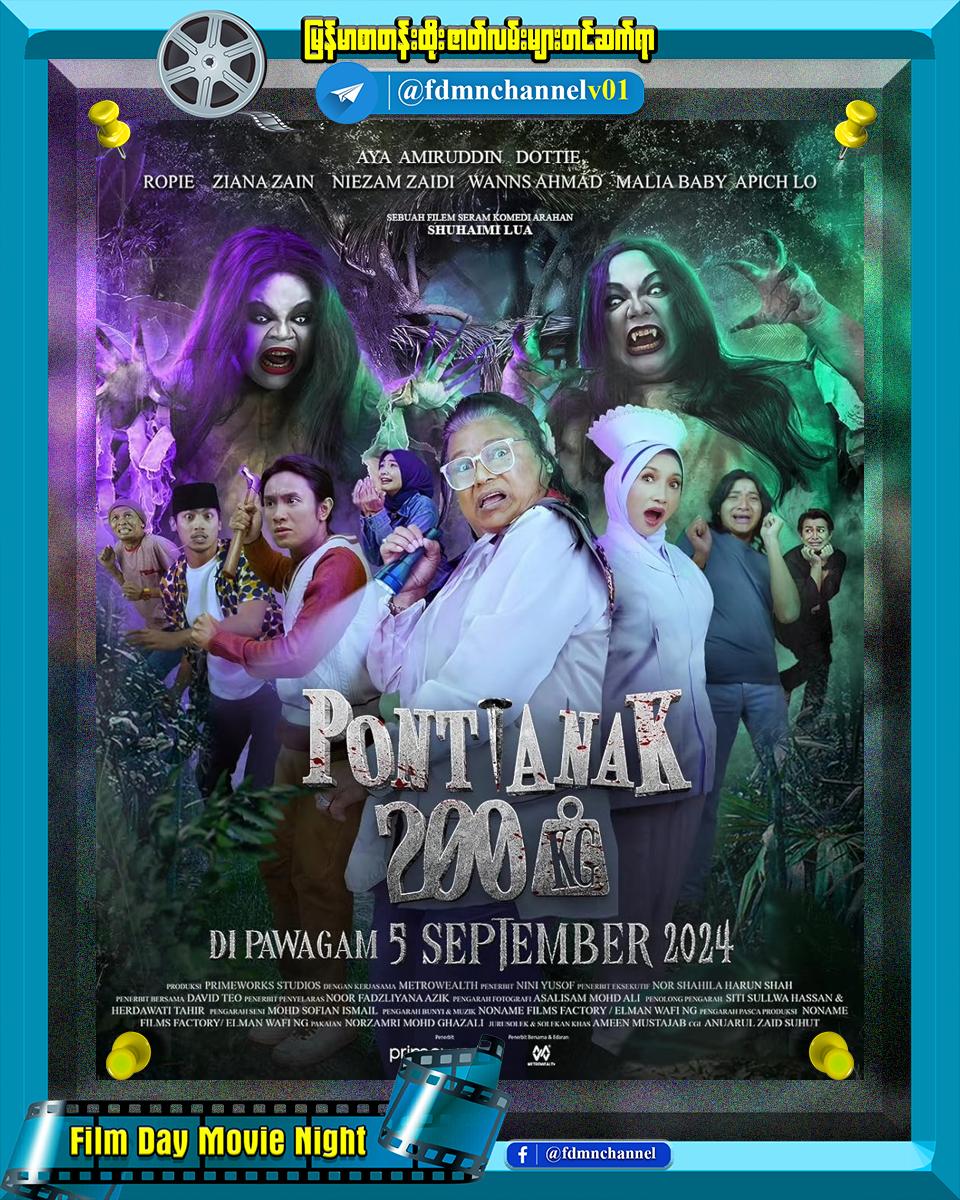 မြန်မာစာတန်းထိုးဇာတ်လမ်းများတင်ဆက်ရာ
@fdmnchannelv01
AYA AMIRUDDIN DOTTIE
ROPIE ZIANA ZAIN NIEZAM ZAIDI WANNS AHMAD MALIA BABY APICH LO
SEBUAH FILEM SERAM KOMEDI ARAHAN
SHUHAIMI LUA
PONTIANAK
200 KG
DI PAWAGAM 5 SEPTEMBER 2024
PRODUKSI PRIMEWORKS STUDIOS DENGAN KERJASAMA METROWEALTH PENERBIT NINI YUSOF PENERBIT EKSEKUTIF NOR SHAHILA HARUN SHAH
PENERBIT BERSAMA DAVID TEO PENERBIT PENYELARAS NOOR FADZLIYANA AZIK PENGARAH FOTOGRAFI ASALISAM MOHD ALI PENOLONG PENGARAH SITI SULLWA HASSAN &
HERDAWATI TAHIR PENGARAH SENI MOHD SOFIAN ISMAIL PENGARAH BUNYI & MUZIK NONAME FILMS FACTORY / ELMAN WAFI NG PENGARAH PASCA PRODUKSI NONAME
FILMS FACTORY/ ELMAN WAFI NG PAKAIAN NORZAMRI MOHD GHAZALI JURUSOLEK & SOLEKAN KHAS AMEEN MUSTAJAB CGI ANUARUL ZAID SUHUT
Penerbit Penerbit Bersama & Edaran
METROWEALTH
Film Day Movie Night
@fdmnchannel